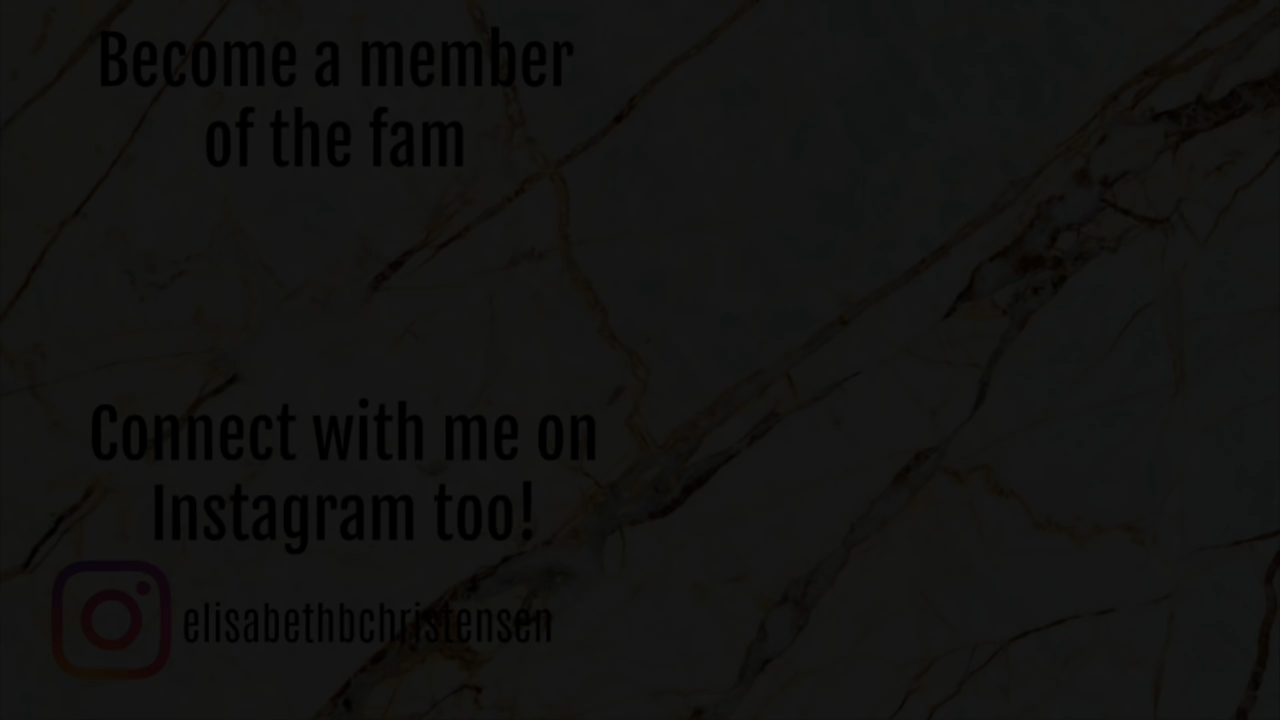 Become a member
of the fam
Connect with me on
Instagram too!
elisabethbchristensen